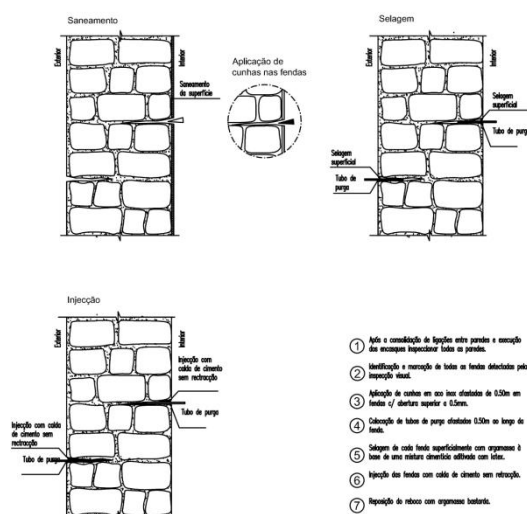 Saneamento
Exterior
Interior
Saneamento
da superfície
Aplicação de
cunhas nas fendas
Selagem
Exterior
Interior
Selagem
superficial
Tubo de purga
Selagem
superficial
Tubo de
purga
Injecção
Exterior
Interior
Injecção com
calda de cimento
sem retracção
Tubo de purga
Injecção com calda
de cimento sem
retracção
Tubo de purga
1 Após a consolidação de ligações entre paredes e execução
dos encasques inspeccionar todas as paredes.
2 Identificação e marcação de todas as fendas detectadas pela
inspecção visual.
3 Aplicação de cunhas em aco inox afastadas de 0.50m em
fendas c/ abertura superior a 0.5mm.
4 Colocação de tubos de purga afastados 0.50m ao longo da
fenda.
5 Selagem de cada fenda superficialmente com argamassa à
base de uma mistura cimentícia aditivada com latex.
6 Injecção das fendas com calda de cimento sem retracção.
7 Reposição do reboco com argamassa bastarda.